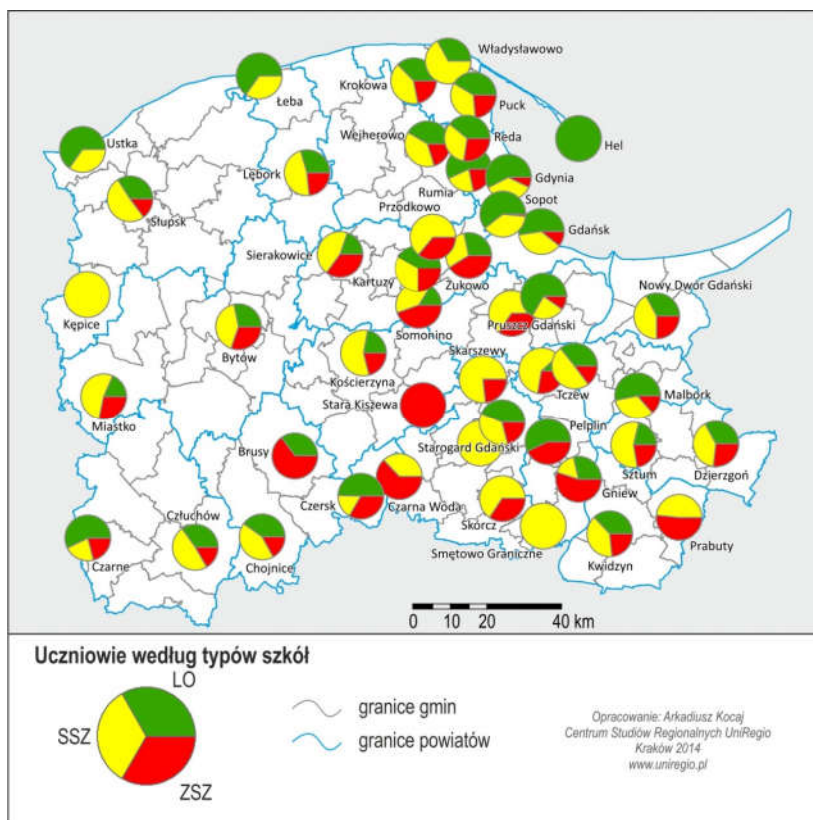 Władysławowo
Krokowa
Łeba
Puck
Ustka
Wejherowo
Reda
Hel
Lębork
Rumia
Gdynia
Przodkowo
Sopot
Słupsk
Gdańsk
Sierakowice
Kartuzy
Żukowo
Nowy Dwór Gdański
Kępice
Pruszcz Gdański
Somonino
Bytów
Skarszewy
Kościerzyna
Tczew
Malbork
Stara Kiszewa
Miastko
Pelplin
Starogard Gdański
Brusy
Sztum
Dzierzgoń
Gniew
Czersk
Czarna Woda
Człuchów
Skórcz
Prabuty
Smętowo Graniczne
Czarne
Chojnice
Kwidzyn
0 10 20 40 km
Uczniowie według typów szkół
LO
SSZ
ZSZ
granice gmin
granice powiatów
Opracowanie: Arkadiusz Kocaj
Centrum Studiów Regionalnych UniRegio
Kraków 2014
www.uniregio.pl